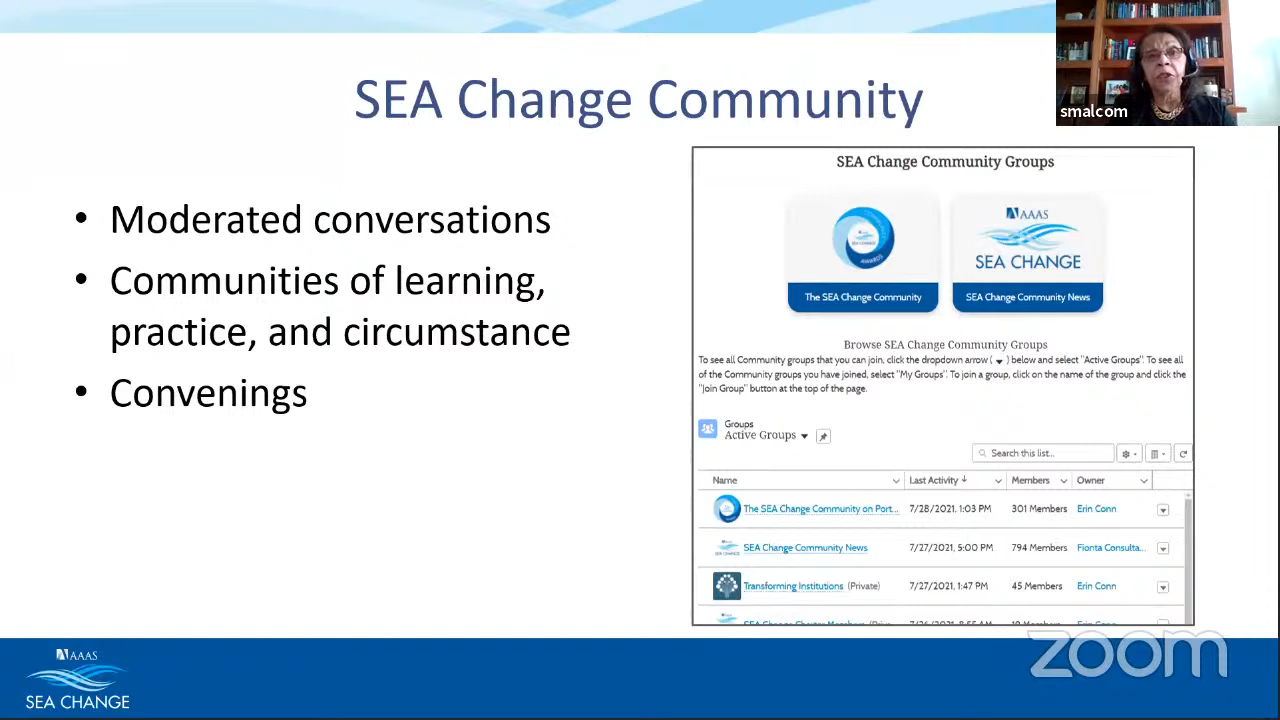 SEA Change Community
smalcom
• Moderated conversations
• Communities of learning,
practice, and circumstance
• Convenings
SEA Change Community Groups
AWARDS
The SEA Change Community
AAAS
SEA CHANGE
SEA Change Community News
Browse SEA Change Community Groups
To see all Community groups that you can join, click the dropdown arrow ( ) below and select "Active Groups". To see all
of the Community groups you have joined, select "My Groups". To join a group, click on the name of the group and click the
"Join Group" button at the top of the page.
Groups
Active Groups
Search this list...
Name Last Activity Members Owner
The SEA Change Community on Port... 7/28/2021, 1:03 PM 301 Members Erin Conn
SEA Change Community News 7/27/2021, 5:00 PM 794 Members Fionta Consulta...
Transforming Institutions (Private) 7/27/2021, 1:47 PM 45 Members Erin Conn
AAAS
SEA CHANGE
zoom